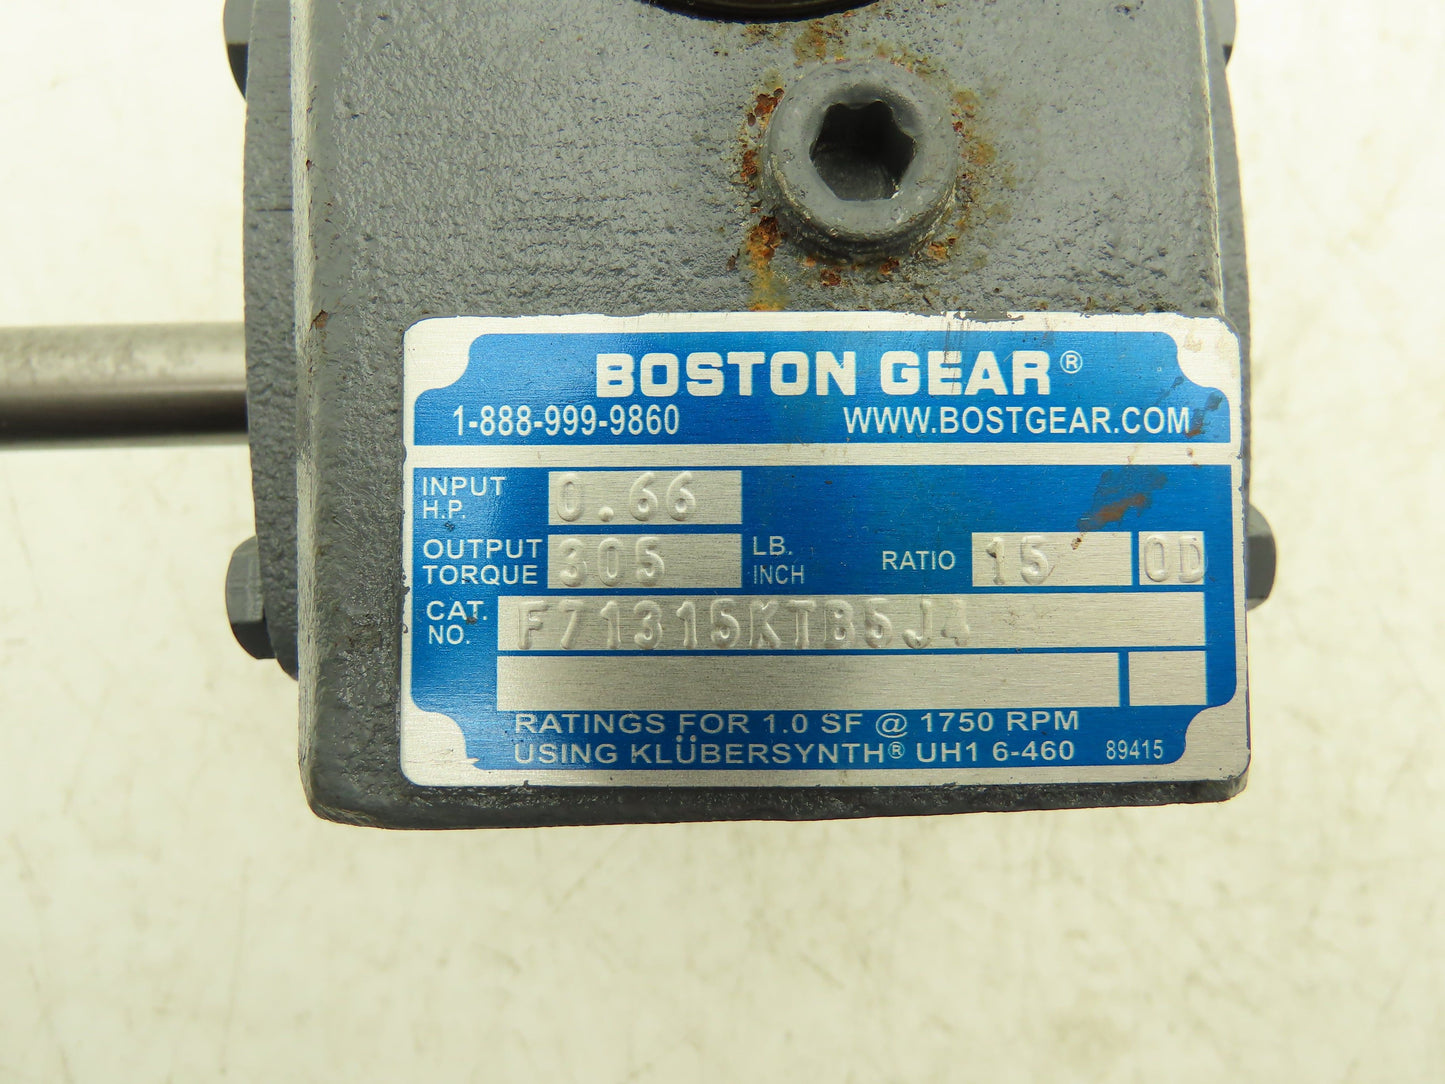 BOSTON GEAR®
1-888-999-9860 WWW.BOSTGEAR.COM
INPUT H.P. 0.66
OUTPUT TORQUE 305 LB. INCH RATIO 15 OD
CAT. NO. F71315KTB5J4
RATINGS FOR 1.0 SF @ 1750 RPM
USING KLÜBERSYNTH® UH1 6-460 89415